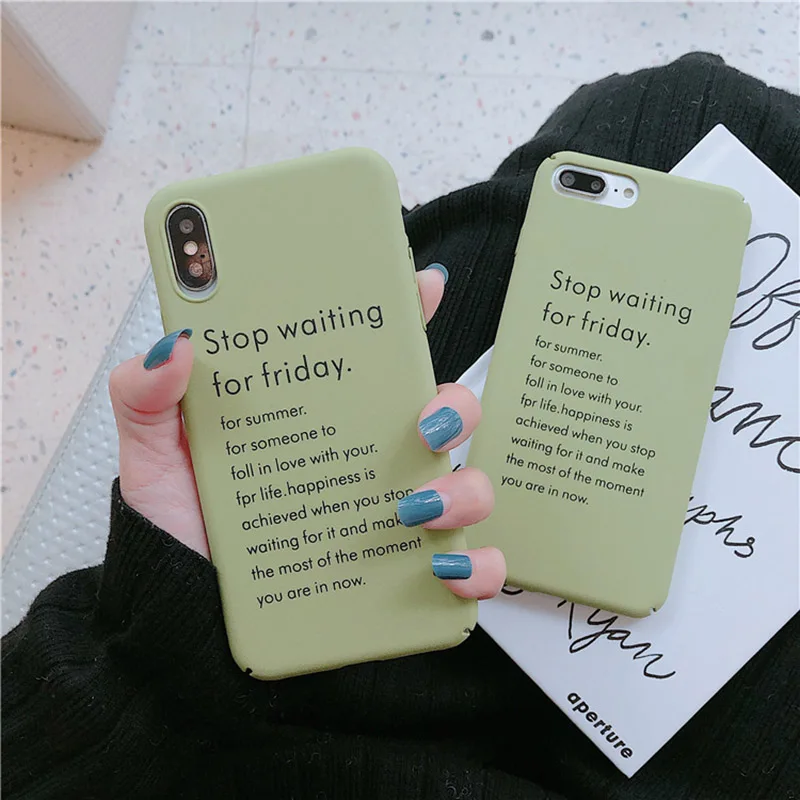 Stop waiting
for friday.
for summer.
for someone to
foll in love with your.
fpr life.happiness is
achieved when you stop
waiting for it and make
the most of the moment
you are in now.
Stop waiting
for friday.
for summer.
for someone to
foll in love with your.
fpr life.happiness is
achieved when you stop
waiting for it and make
the most of the moment
you are in now.
Off
Ryan
aperture